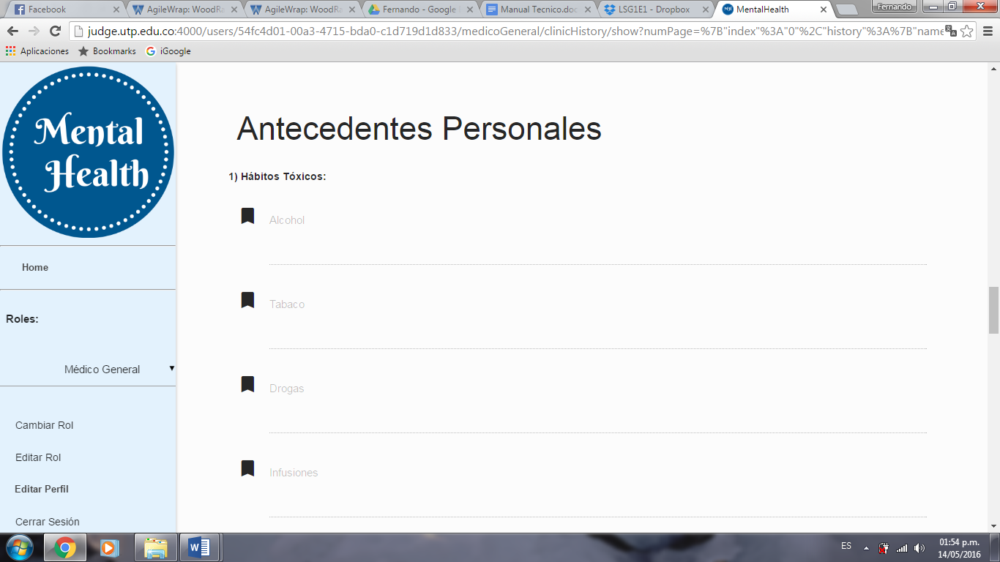 Facebook
AgileWrap: WoodRa
AgileWrap: WoodRa
Fernando - Google
Manual Tecnico.doc
LSG1E1 - Dropbox
MentalHealth
Fernando
judge.utp.edu.co:4000/users/54fc4d01-00a3-4715-bda0-c1d719d1d833/medicoGeneral/clinicHistory/show?numPage=%7B"index"%3A"0"%2C"history"%3A%7B"name
Aplicaciones
Bookmarks
iGoogle
Mental
Health
Home
Roles:
Médico General
Cambiar Rol
Editar Rol
Editar Perfil
Cerrar Sesión
Antecedentes Personales
1) Hábitos Tóxicos:
Alcohol
Tabaco
Drogas
Infusiones
ES
01:54 p.m.
14/05/2016